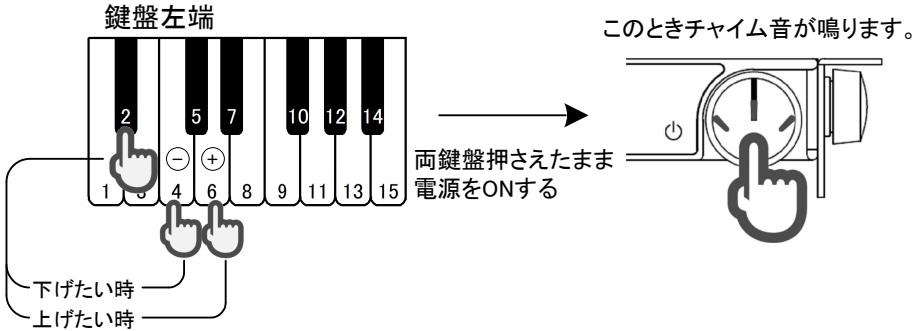 鍵盤左端
このときチャイム音が鳴ります。
2 5 7 10 12 14
− +
1 3 4 6 8 9 11 13 15
両鍵盤押さえたまま
電源をONする
下げたい時
上げたい時